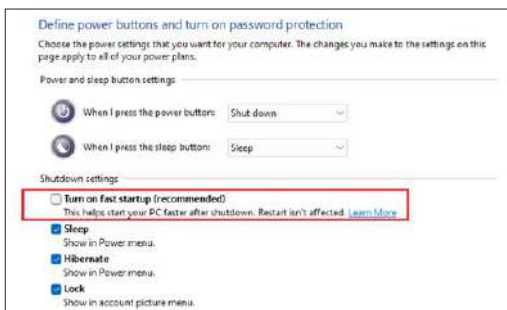 Define power buttons and turn on password protection
Choose the power settings that you want for your computer. The changes you make to the settings on this
page apply to all of your power plans.
Power and sleep button settings
When I press the power button: Shut down
When I press the sleep button: Sleep
Shutdown settings
Turn on fast startup (recommended)
This helps start your PC faster after shutdown. Restart isn't affected. Learn More
Sleep
Show in Power menu.
Hibernate
Show in Power menu.
Lock
Show in account picture menu.